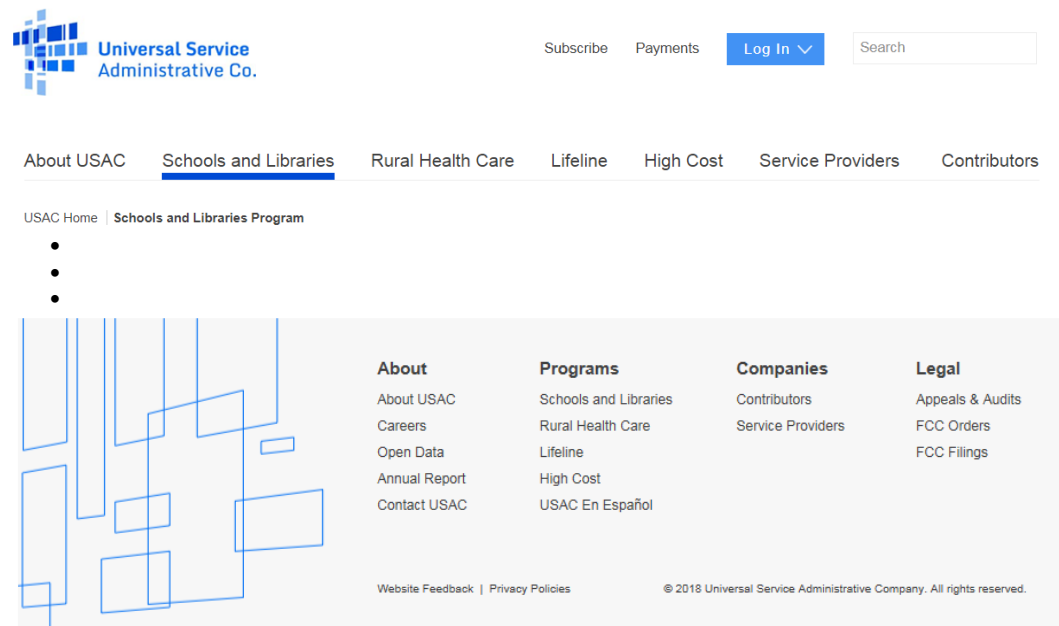 Universal Service
Administrative Co.
Subscribe Payments Log In Search
About USAC Schools and Libraries Rural Health Care Lifeline High Cost Service Providers Contributors
USAC Home Schools and Libraries Program
About Programs Companies Legal
About USAC Schools and Libraries Contributors Appeals & Audits
Careers Rural Health Care Service Providers FCC Orders
Open Data Lifeline FCC Filings
Annual Report High Cost
Contact USAC USAC En Español
Website Feedback | Privacy Policies © 2018 Universal Service Administrative Company. All rights reserved.